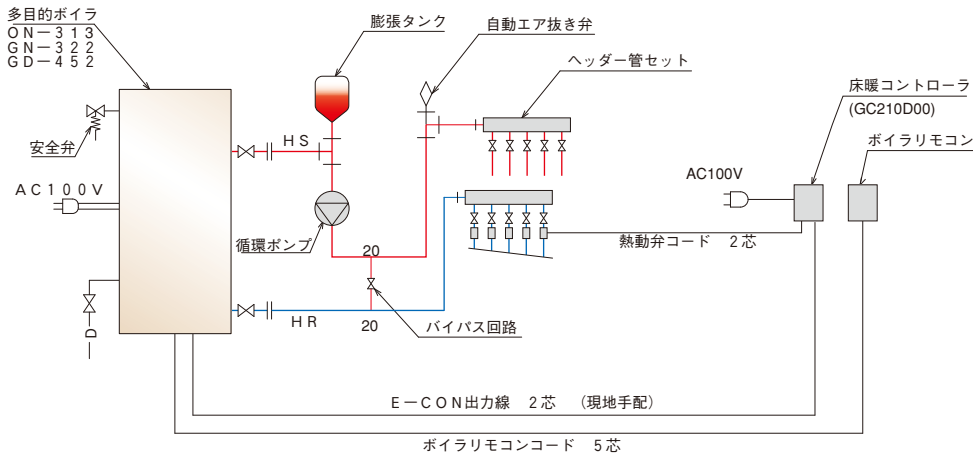 多目的ボイラ
ＯＮ－３１３
ＧＮ－３２２
ＧＤ－４５２
膨張タンク
自動エア抜き弁
ヘッダー管セット
床暖コントローラ
(GC210D00)
ボイラリモコン
安全弁
ＨＳ
ＡＣ１００Ｖ
AC100V
循環ポンプ
20
熱動弁コード　２芯
ＨＲ
20
バイパス回路
Ｄ
Ｅ－ＣＯＮ出力線　２芯　（現地手配）
ボイラリモコンコード　５芯